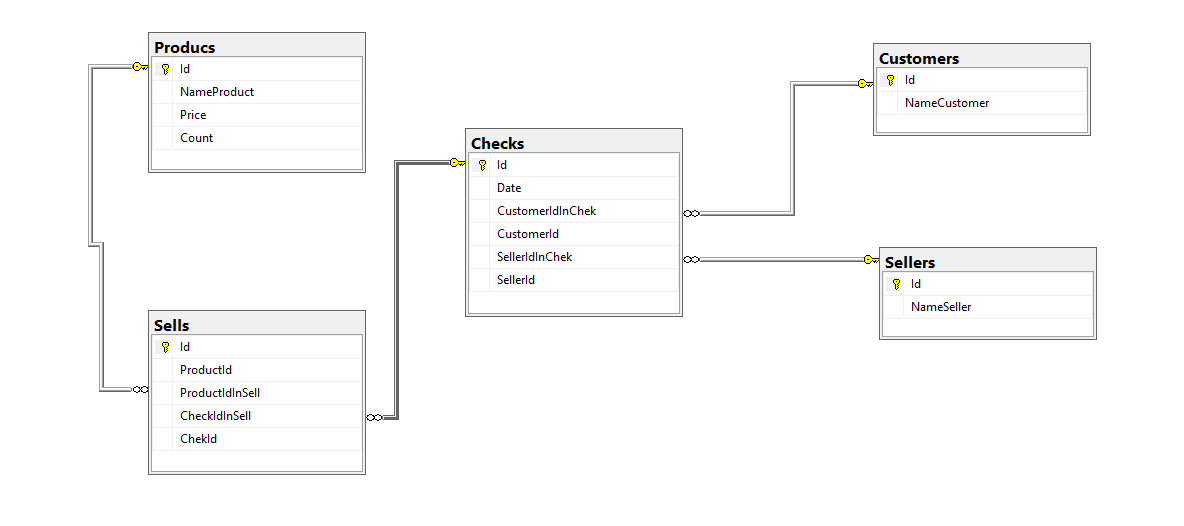 Producs
Id
NameProduct
Price
Count
Customers
Id
NameCustomer
Checks
Id
Date
CustomerIdInChek
CustomerId
SellerIdInChek
SellerId
Sellers
Id
NameSeller
Sells
Id
ProductId
ProductIdInSell
CheckIdInSell
ChekId